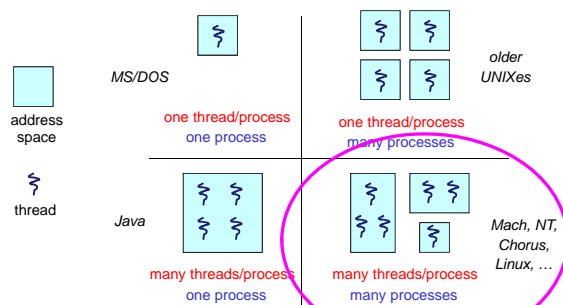 MS/DOS
older
UNIXes
address
space
one thread/process
one process
one thread/process
many processes
thread
Java
Mach, NT,
Chorus,
Linux, …
many threads/process
one process
many threads/process
many processes